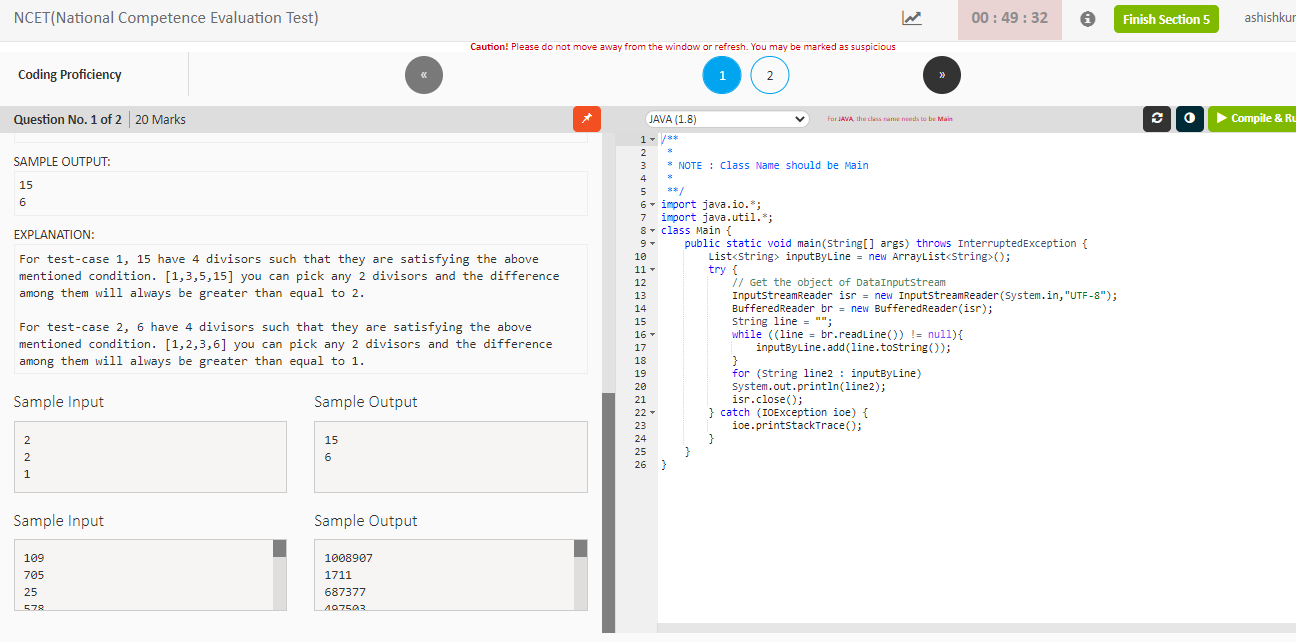 NCET(National Competence Evaluation Test)
00 : 49 : 32
Finish Section 5
ashishkur
Caution! Please do not move away from the window or refresh. You may be marked as suspicious
Coding Proficiency
«
1
2
»
Question No. 1 of 2
20 Marks
SAMPLE OUTPUT:
15
6
EXPLANATION:
For test-case 1, 15 have 4 divisors such that they are satisfying the above
mentioned condition. [1,3,5,15] you can pick any 2 divisors and the difference
among them will always be greater than equal to 2.
For test-case 2, 6 have 4 divisors such that they are satisfying the above
mentioned condition. [1,2,3,6] you can pick any 2 divisors and the difference
among them will always be greater than equal to 1.
Sample Input
2
2
1
Sample Output
15
6
Sample Input
109
705
25
578
Sample Output
1008907
1711
687377
497503
JAVA (1.8)
For JAVA, the class name needs to be Main
Compile & Ru
1 /**
2 *
3 * NOTE : Class Name should be Main
4 *
5 **/
6 import java.io.*;
7 import java.util.*;
8 class Main {
9 public static void main(String[] args) throws InterruptedException {
10 List<String> inputByLine = new ArrayList<String>();
11 try {
12 // Get the object of DataInputStream
13 InputStreamReader isr = new InputStreamReader(System.in,"UTF-8");
14 BufferedReader br = new BufferedReader(isr);
15 String line = "";
16 while ((line = br.readLine()) != null){
17 inputByLine.add(line.toString());
18 }
19 for (String line2 : inputByLine)
20 System.out.println(line2);
21 isr.close();
22 } catch (IOException ioe) {
23 ioe.printStackTrace();
24 }
25 }
26 }